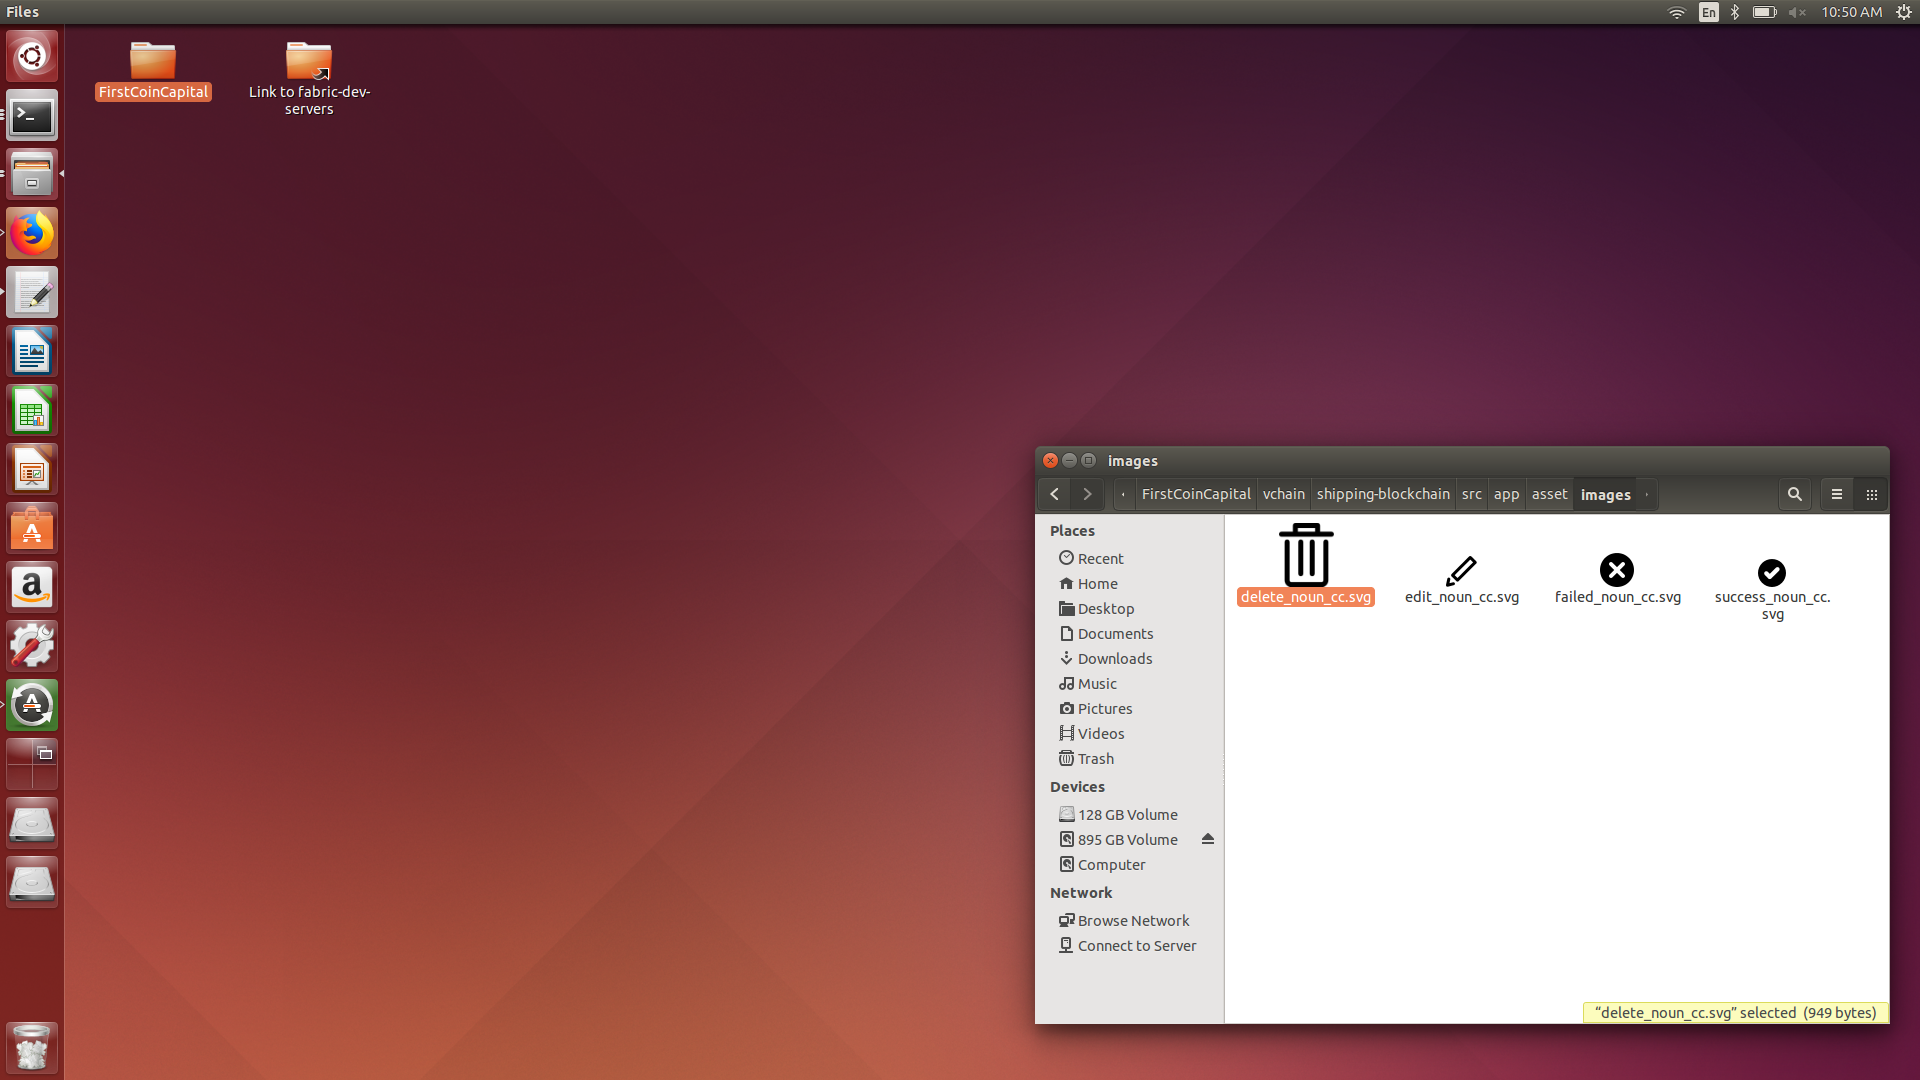 Files
En
10:50 AM
FirstCoinCapital
Link to fabric-dev-
servers
images
FirstCoinCapital vchain shipping-blockchain src app asset images
Places
Recent
Home
Desktop
Documents
Downloads
Music
Pictures
Videos
Trash
Devices
128 GB Volume
895 GB Volume
Computer
Network
Browse Network
Connect to Server
delete_noun_cc.svg
edit_noun_cc.svg
failed_noun_cc.svg
success_noun_cc.
svg
“delete_noun_cc.svg” selected (949 bytes)